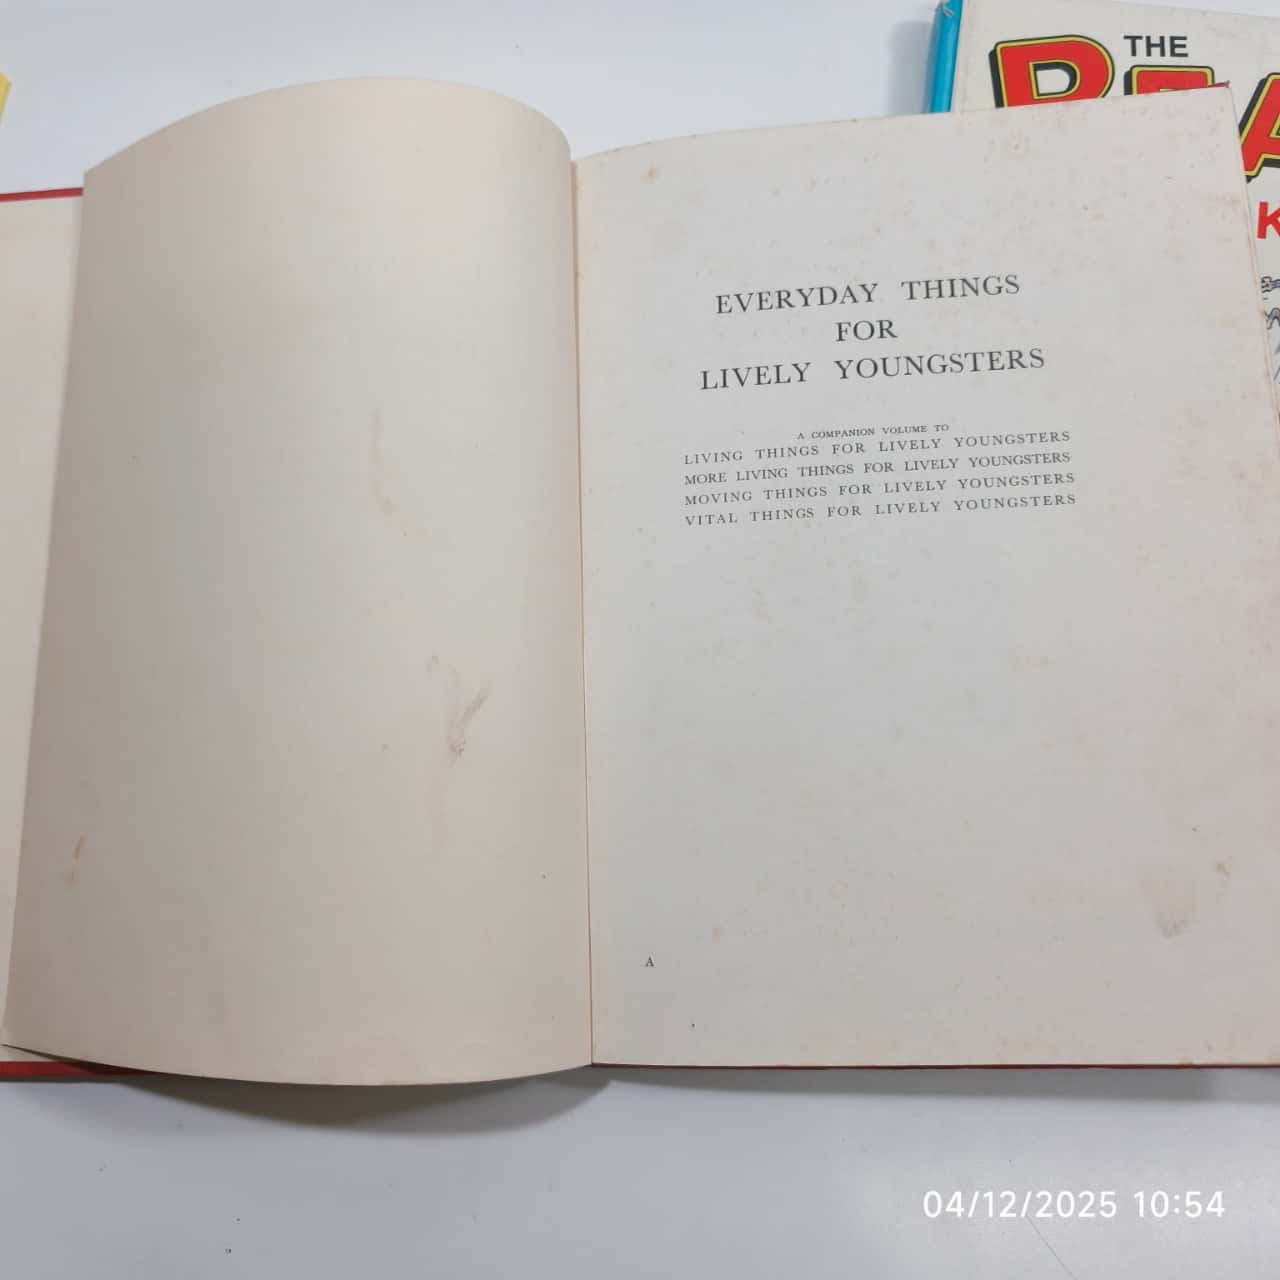 THE
K
EVERYDAY THINGS
FOR
LIVELY YOUNGSTERS
A COMPANION VOLUME TO
LIVING THINGS FOR LIVELY YOUNGSTERS
MORE LIVING THINGS FOR LIVELY YOUNGSTERS
MOVING THINGS FOR LIVELY YOUNGSTERS
VITAL THINGS FOR LIVELY YOUNGSTERS
A
04/12/2025 10:54